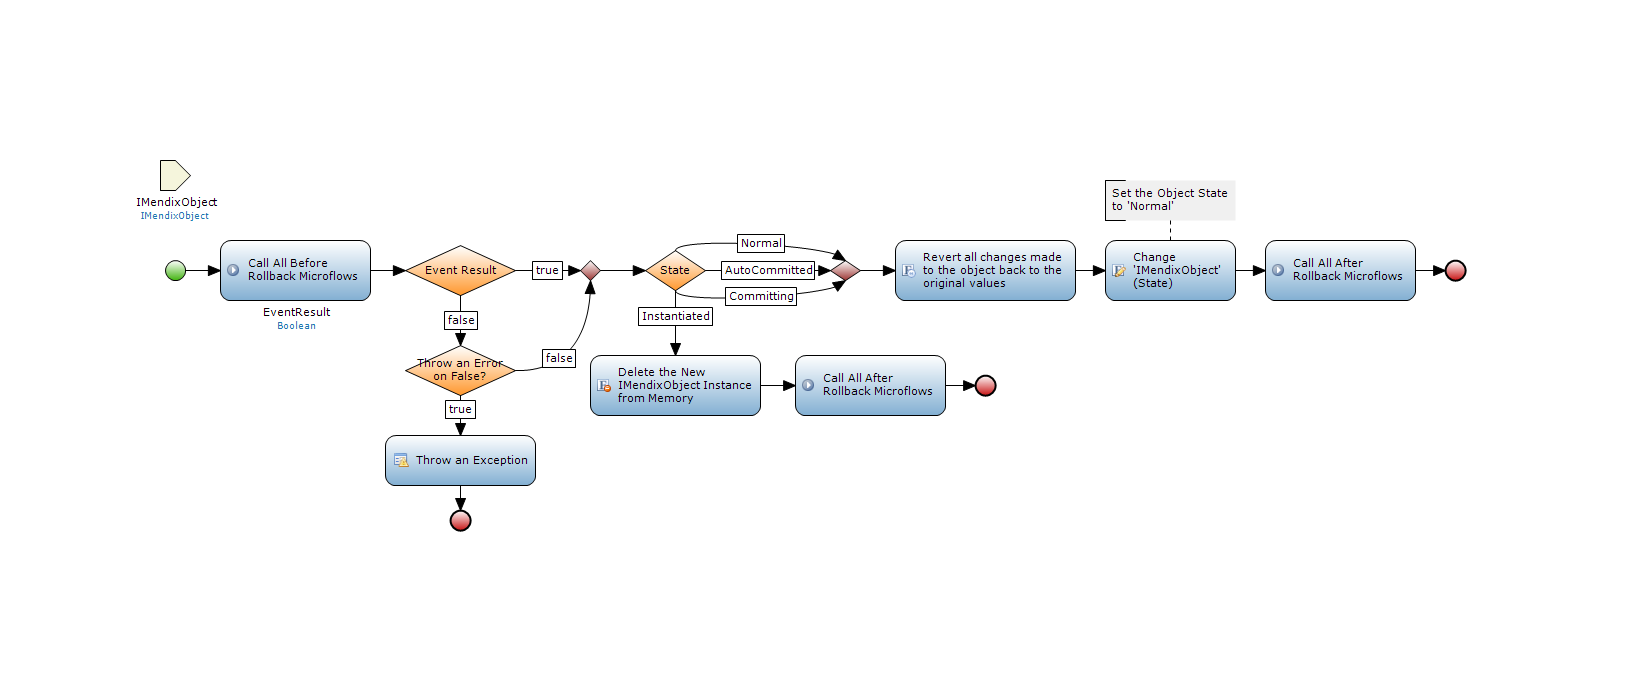 IMendixObject
IMendixObject
Call All Before
Rollback Microflows
EventResult
Boolean
Event Result
true
false
Throw an Error
on False?
false
true
Throw an Exception
State
Normal
AutoCommitted
Committing
Instantiated
Delete the New
IMendixObject Instance
from Memory
Call All After
Rollback Microflows
Revert all changes made
to the object back to the
original values
Set the Object State
to 'Normal'
Change
'IMendixObject'
(State)
Call All After
Rollback Microflows